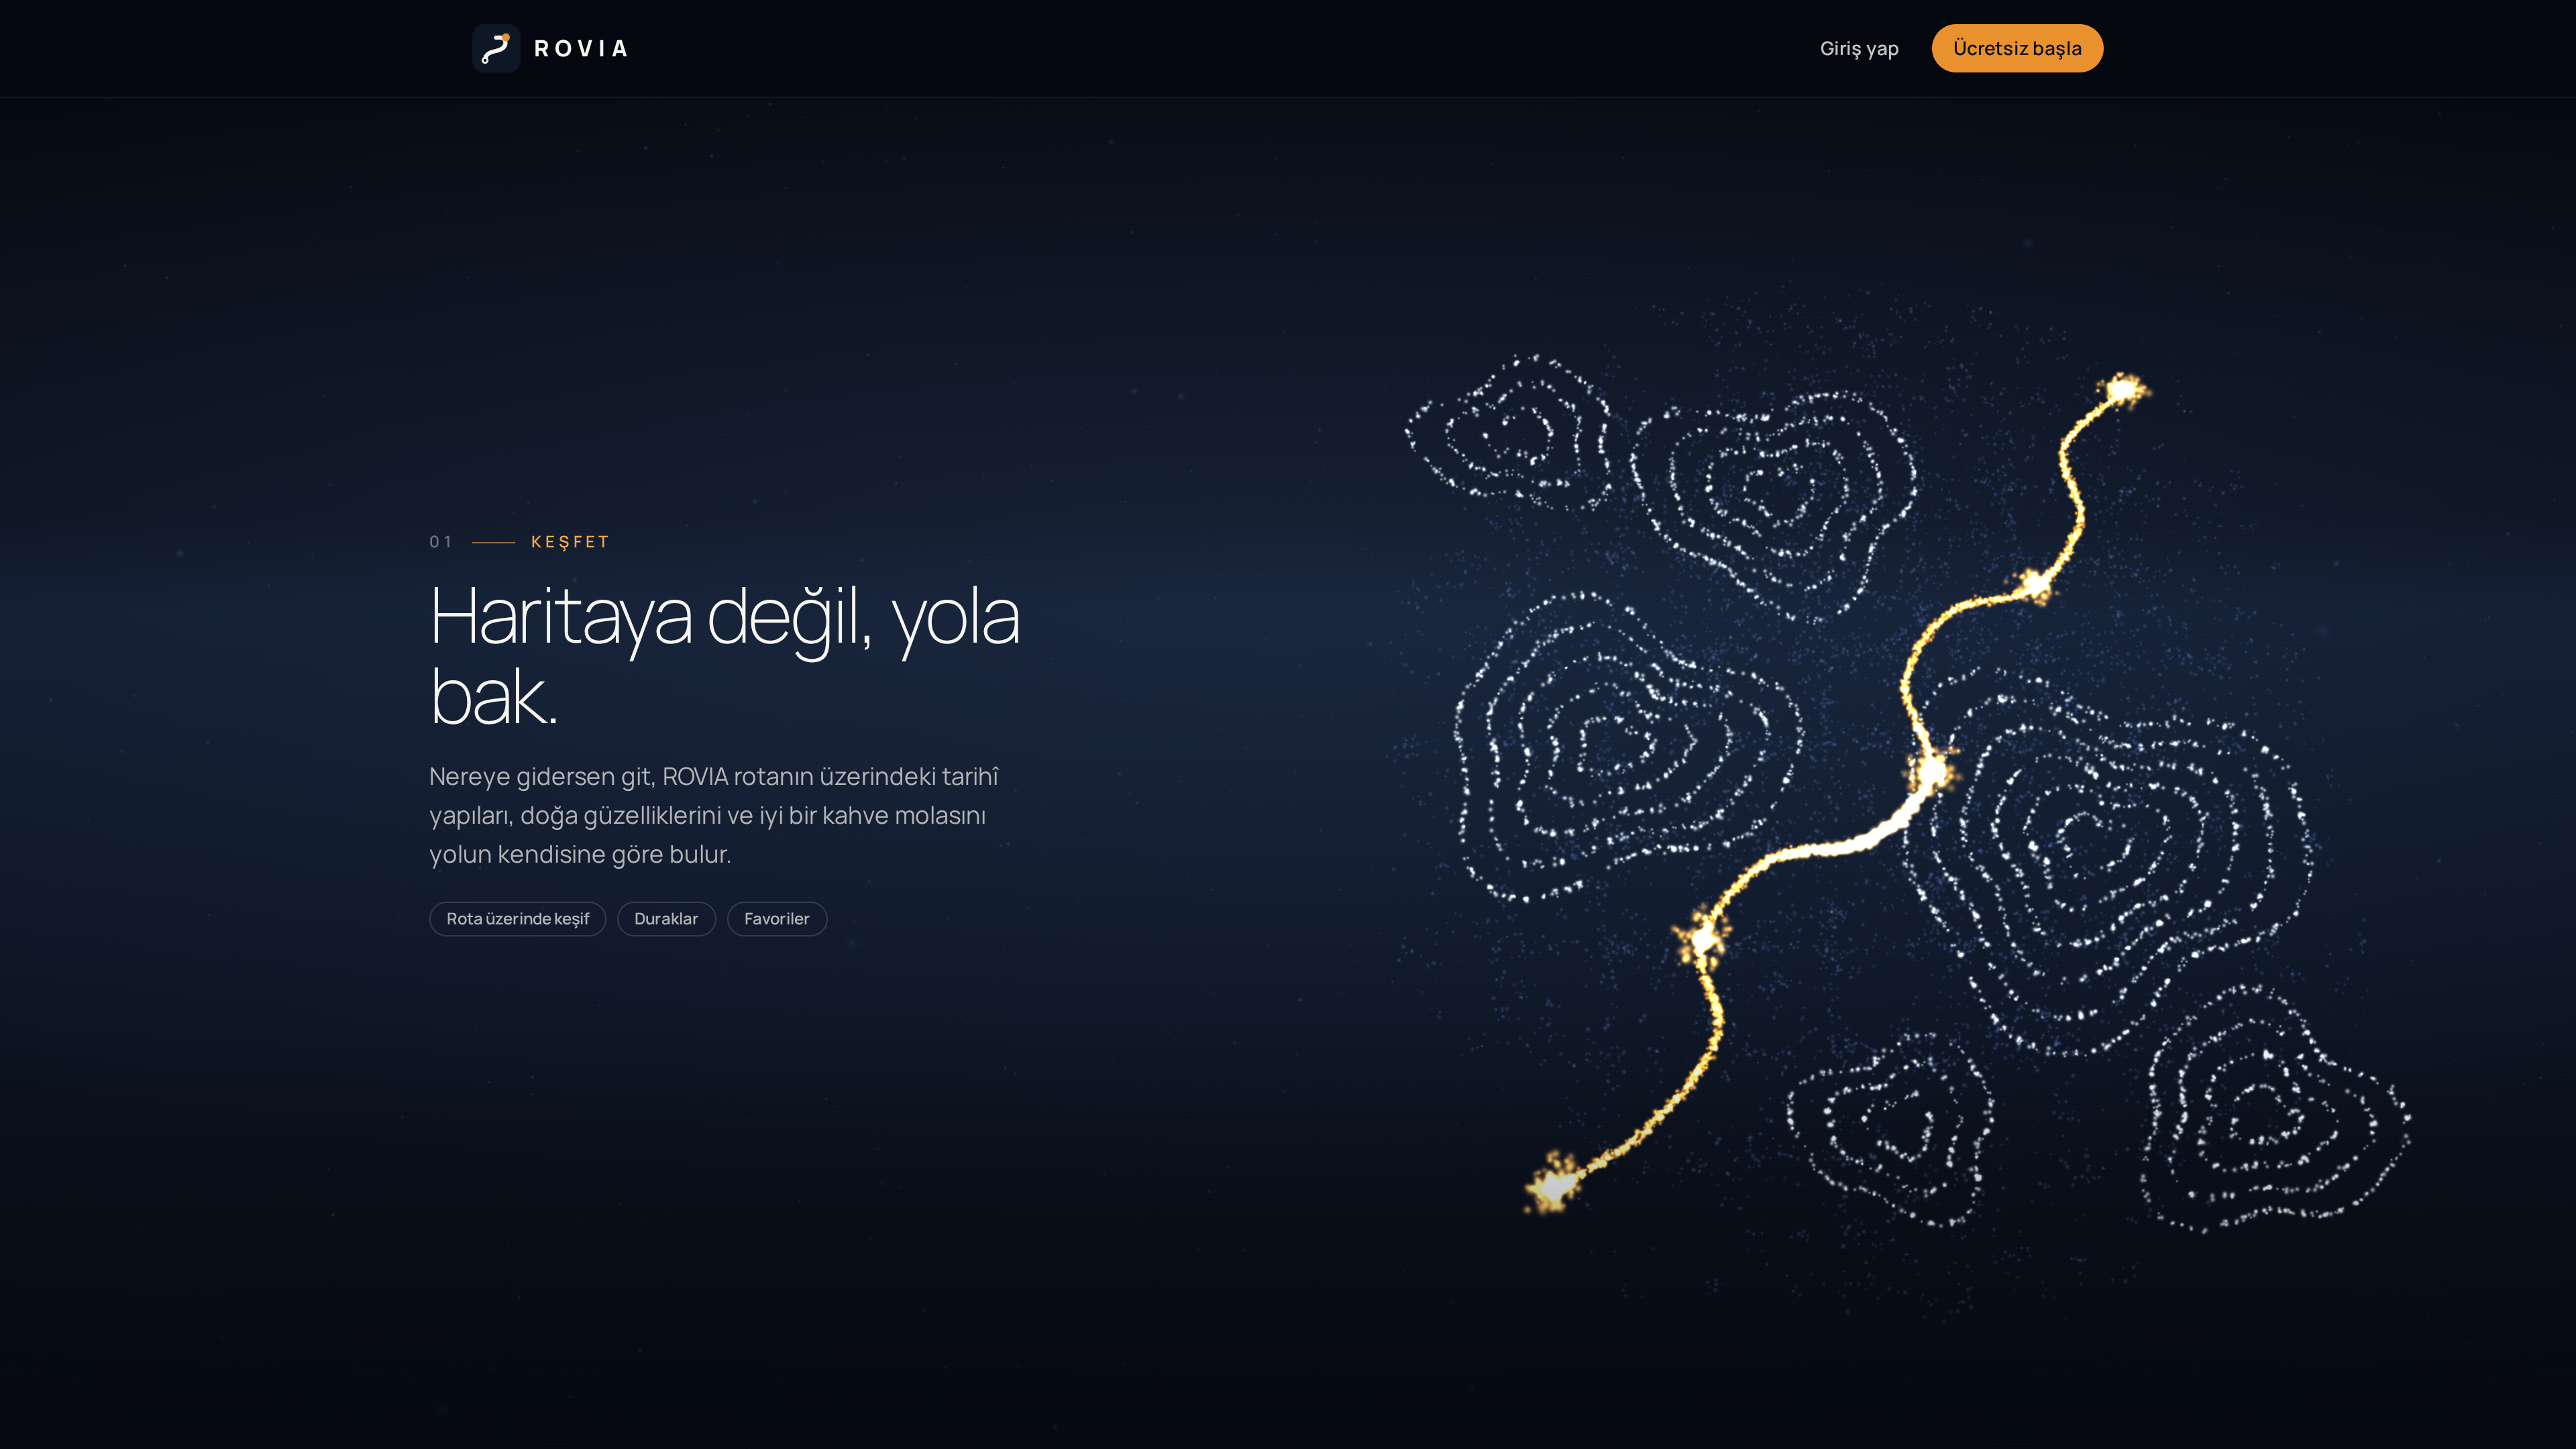 ROVIA
Giriş yap
Ücretsiz başla
01 KEŞFET
Haritaya değil, yola
bak.
Nereye gidersen git, ROVIA rotanın üzerindeki tarihî
yapıları, doğa güzelliklerini ve iyi bir kahve molasını
yolun kendisine göre bulur.
Rota üzerinde keşif
Duraklar
Favoriler